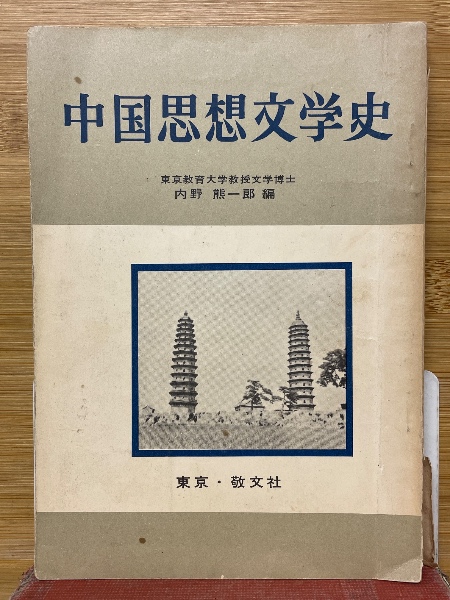 中国思想文学史
東京教育大学教授文学博士
内野 熊一郎 編
東京・敬文社